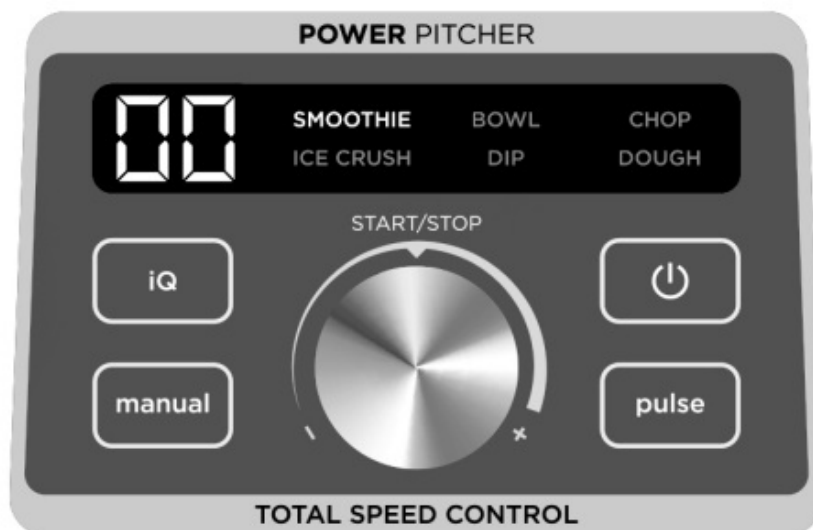 POWER PITCHER
00
SMOOTHIE BOWL CHOP
ICE CRUSH DIP DOUGH
START/STOP
iQ
manual
pulse
- +
TOTAL SPEED CONTROL